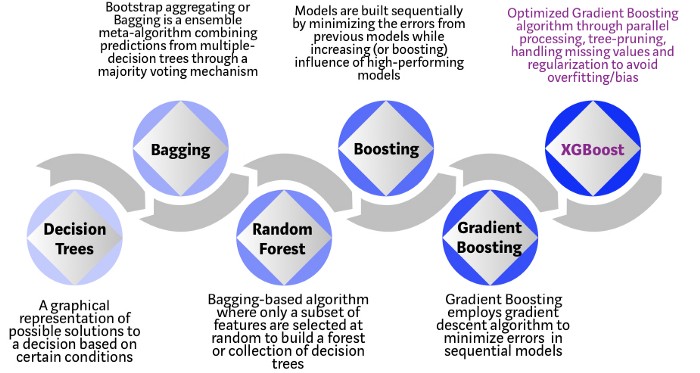 Bootstrap aggregating or
Bagging is a ensemble
meta-algorithm combining
predictions from multiple-
decision trees through a
majority voting mechanism
Models are built sequentially
by minimizing the errors from
previous models while
increasing (or boosting)
influence of high-performing
models
Optimized Gradient Boosting
algorithm through parallel
processing, tree-pruning,
handling missing values and
regularization to avoid
overfitting/bias
Bagging
Boosting
XGBoost
Decision
Trees
Random
Forest
Gradient
Boosting
A graphical
representation of
possible solutions to
a decision based on
certain conditions
Bagging-based algorithm
where only a subset of
features are selected at
random to build a forest
or collection of decision
trees
Gradient Boosting
employs gradient
descent algorithm to
minimize errors in
sequential models